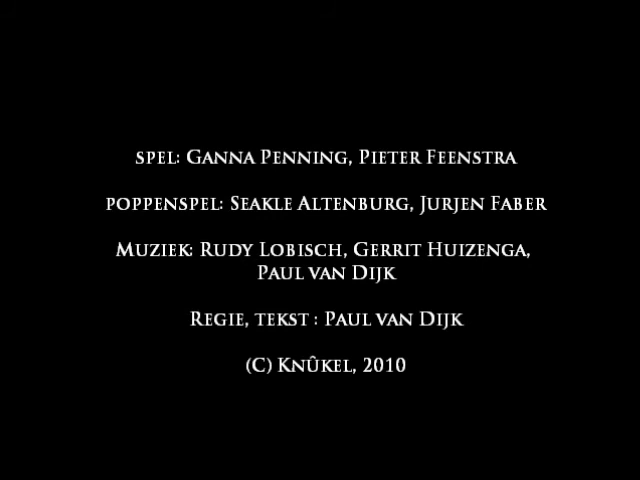 spel: Ganna Penning, Pieter Feenstra
poppenspel: Seakle Altenburg, Jurjen Faber
Muziek: Rudy Lobisch, Gerrit Huizenga,
Paul van Dijk
Regie, tekst : Paul van Dijk
(C) Knûkel, 2010